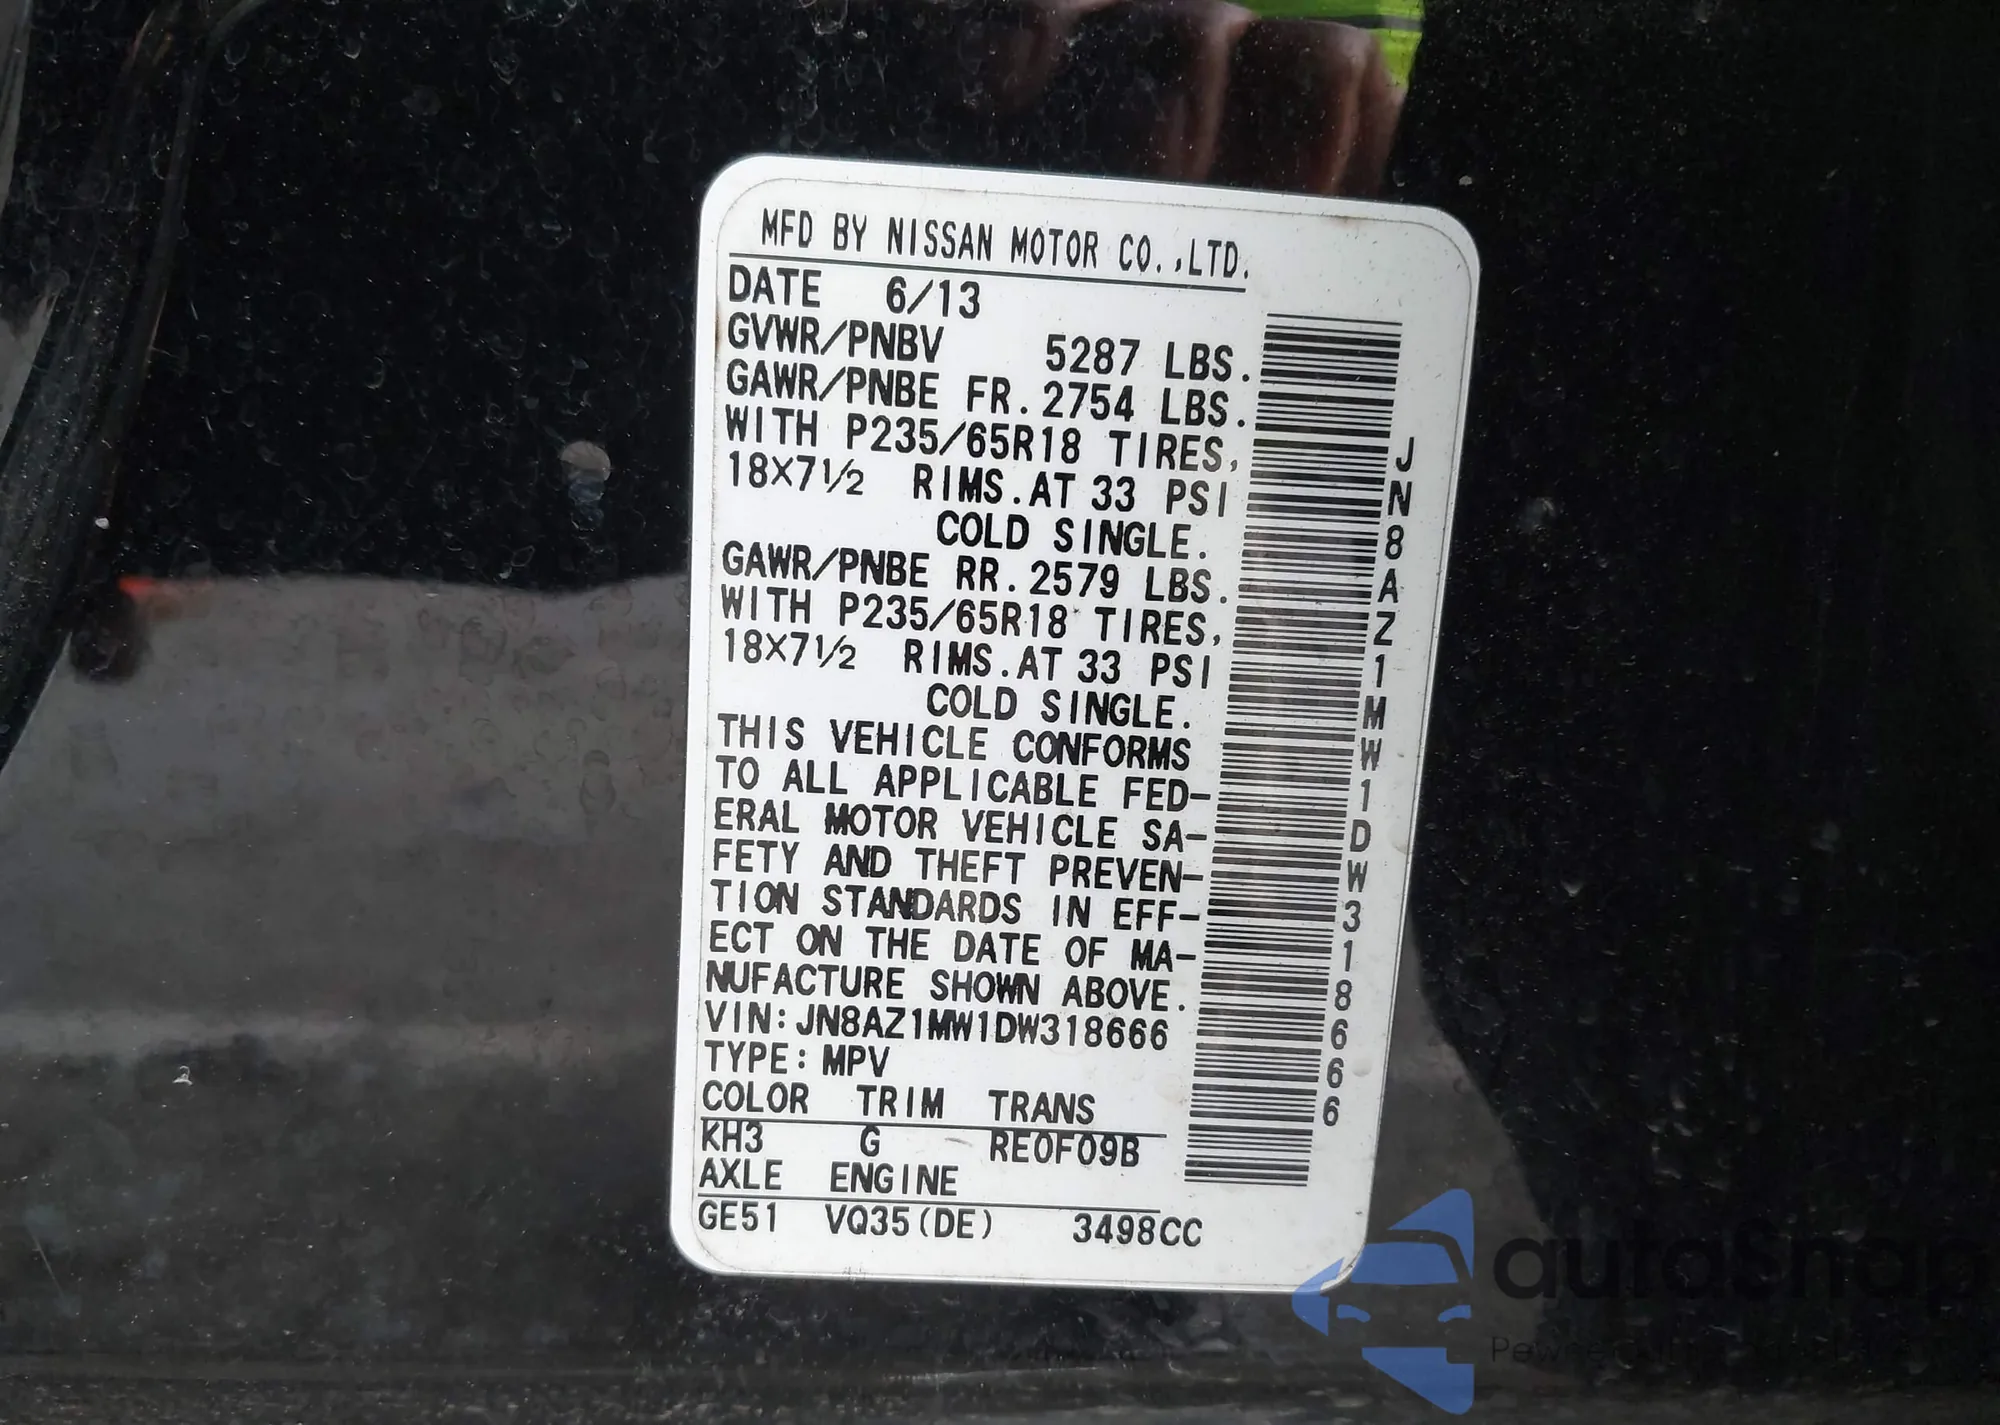 MFD BY NISSAN MOTOR CO.,LTD.
DATE 6/13
GVWR/PNBV 5287 LBS.
GAWR/PNBE FR. 2754 LBS.
WITH P235/65R18 TIRES,
18X7½ RIMS. AT 33 PSI
COLD SINGLE.
GAWR/PNBE RR. 2579 LBS.
WITH P235/65R18 TIRES,
18X7½ RIMS. AT 33 PSI
COLD SINGLE.
THIS VEHICLE CONFORMS
TO ALL APPLICABLE FED-
ERAL MOTOR VEHICLE SA-
FETY AND THEFT PREVEN-
TION STANDARDS IN EFF-
ECT ON THE DATE OF MA-
NUFACTURE SHOWN ABOVE.
VIN:JN8AZ1MW1DW318666
TYPE:MPV
COLOR TRIM TRANS
KH3 G RE0F09B
AXLE ENGINE
GE51 VQ35(DE) 3498CC
JN8AZ1MW1DW318666
autoSnap